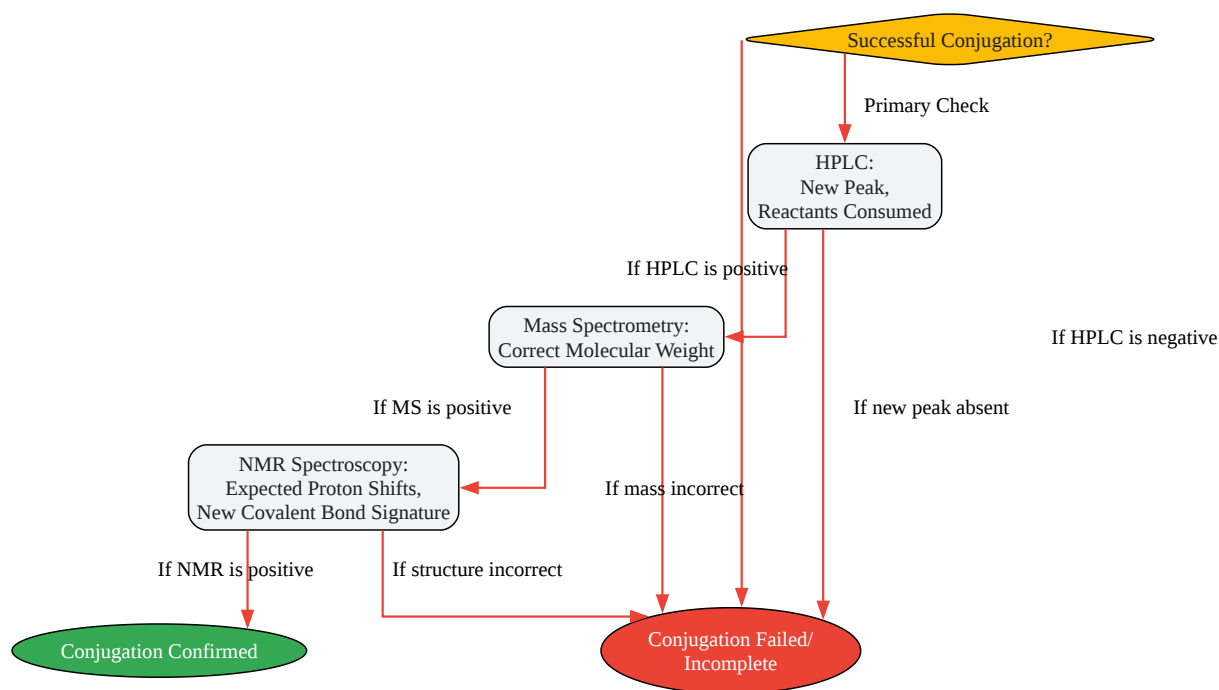 Successful Conjugation?
Primary Check
HPLC:
New Peak,
Reactants Consumed
If HPLC is positive
Mass Spectrometry:
Correct Molecular Weight
If HPLC is negative
If MS is positive
If new peak absent
NMR Spectroscopy:
Expected Proton Shifts,
New Covalent Bond Signature
If mass incorrect
If NMR is positive
If structure incorrect
Conjugation Confirmed
Conjugation Failed/
Incomplete